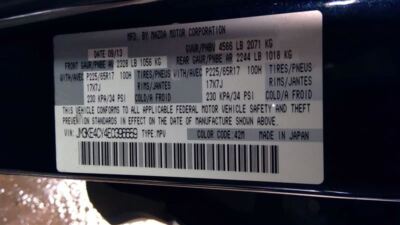 MFD. BY MAZDA MOTOR CORPORATION
DATE 09/13 GVWR/PNBV 4566 LB 2071 KG
FRONT GAWR/PNBE AV 2328 LB 1056 KG REAR GAWR/PNBE AR 2244 LB 1018 KG
WITH/AVEC P225/65R17 100H TIRES/PNEUS WITH/AVEC P225/65R17 100H TIRES/PNEUS
17X7J RIMS/JANTES 17X7J RIMS/JANTES
230 KPA/34 PSI COLD/A FROID 230 KPA/34 PSI COLD/A FROID
THIS VEHICLE CONFORMS TO ALL APPLICABLE FEDERAL MOTOR VEHICLE SAFETY AND THEFT
PREVENTION STANDARDS IN EFFECT ON THE DATE OF MANUFACTURE SHOWN ABOVE.
TYPE:MPV COLOR CODE:42M MADE IN JAPAN